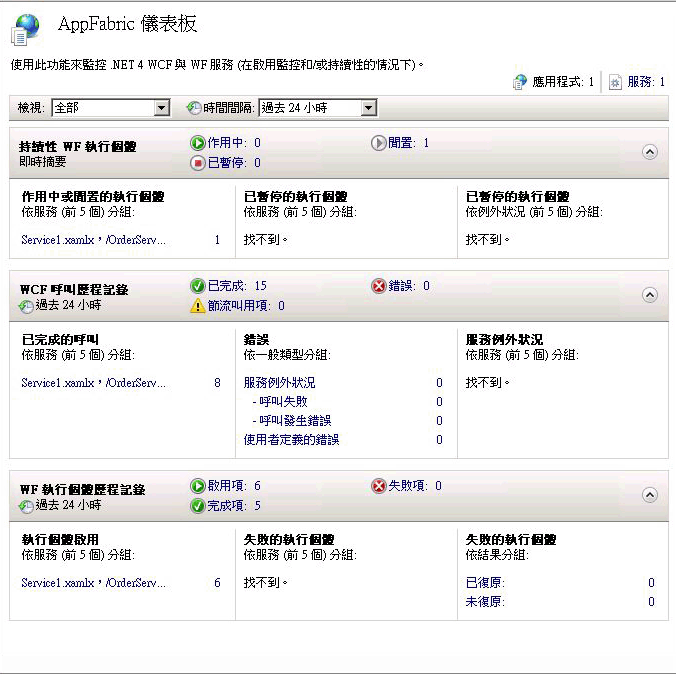 AppFabric 儀表板
使用此功能來監控 .NET 4 WCF 與 WF 服務 (在啟用監控和/或持續性的情況下)。
應用程式: 1 服務: 1
檢視: 全部 時間間隔: 過去 24 小時
持續性 WF 執行個體
即時摘要
作用中: 0 閒置: 1
已暫停: 0
作用中或閒置的執行個體
依服務 (前 5 個) 分組:
Service1.xamlx,/OrderServ... 1
已暫停的執行個體
依服務 (前 5 個) 分組:
找不到。
已暫停的執行個體
依例外狀況 (前 5 個) 分組:
找不到。
WCF 呼叫歷程記錄
過去 24 小時
已完成: 15 錯誤: 0
節流叫用項: 0
已完成的呼叫
依服務 (前 5 個) 分組:
Service1.xamlx,/OrderServ... 8
錯誤
依一般類型分組:
服務例外狀況 0
- 呼叫失敗 0
- 呼叫發生錯誤 0
使用者定義的錯誤 0
服務例外狀況
依服務 (前 5 個) 分組:
找不到。
WF 執行個體歷程記錄
過去 24 小時
啟用項: 6 失敗項: 0
完成項: 5
執行個體啟用
依服務 (前 5 個) 分組:
Service1.xamlx,/OrderServ... 6
失敗的執行個體
依服務 (前 5 個) 分組:
找不到。
失敗的執行個體
依結果分組:
已復原: 0
未復原: 0